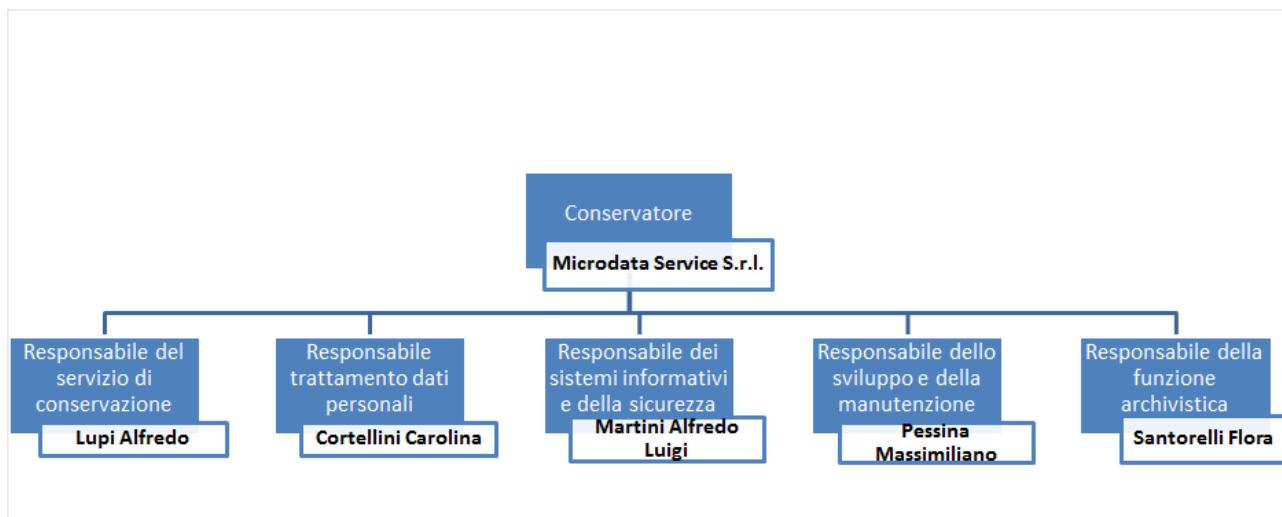 Conservatore
Microdata Service S.r.l.
Responsabile del
servizio di
conservazione
Lupi Alfredo
Responsabile
trattamento dati
personali
Cortellini Carolina
Responsabile dei
sistemi informativi
e della sicurezza
Martini Alfredo
Luigi
Responsabile dello
sviluppo e della
manutenzione
Pessina
Massimiliano
Responsabile della
funzione
archivistica
Santorelli Flora